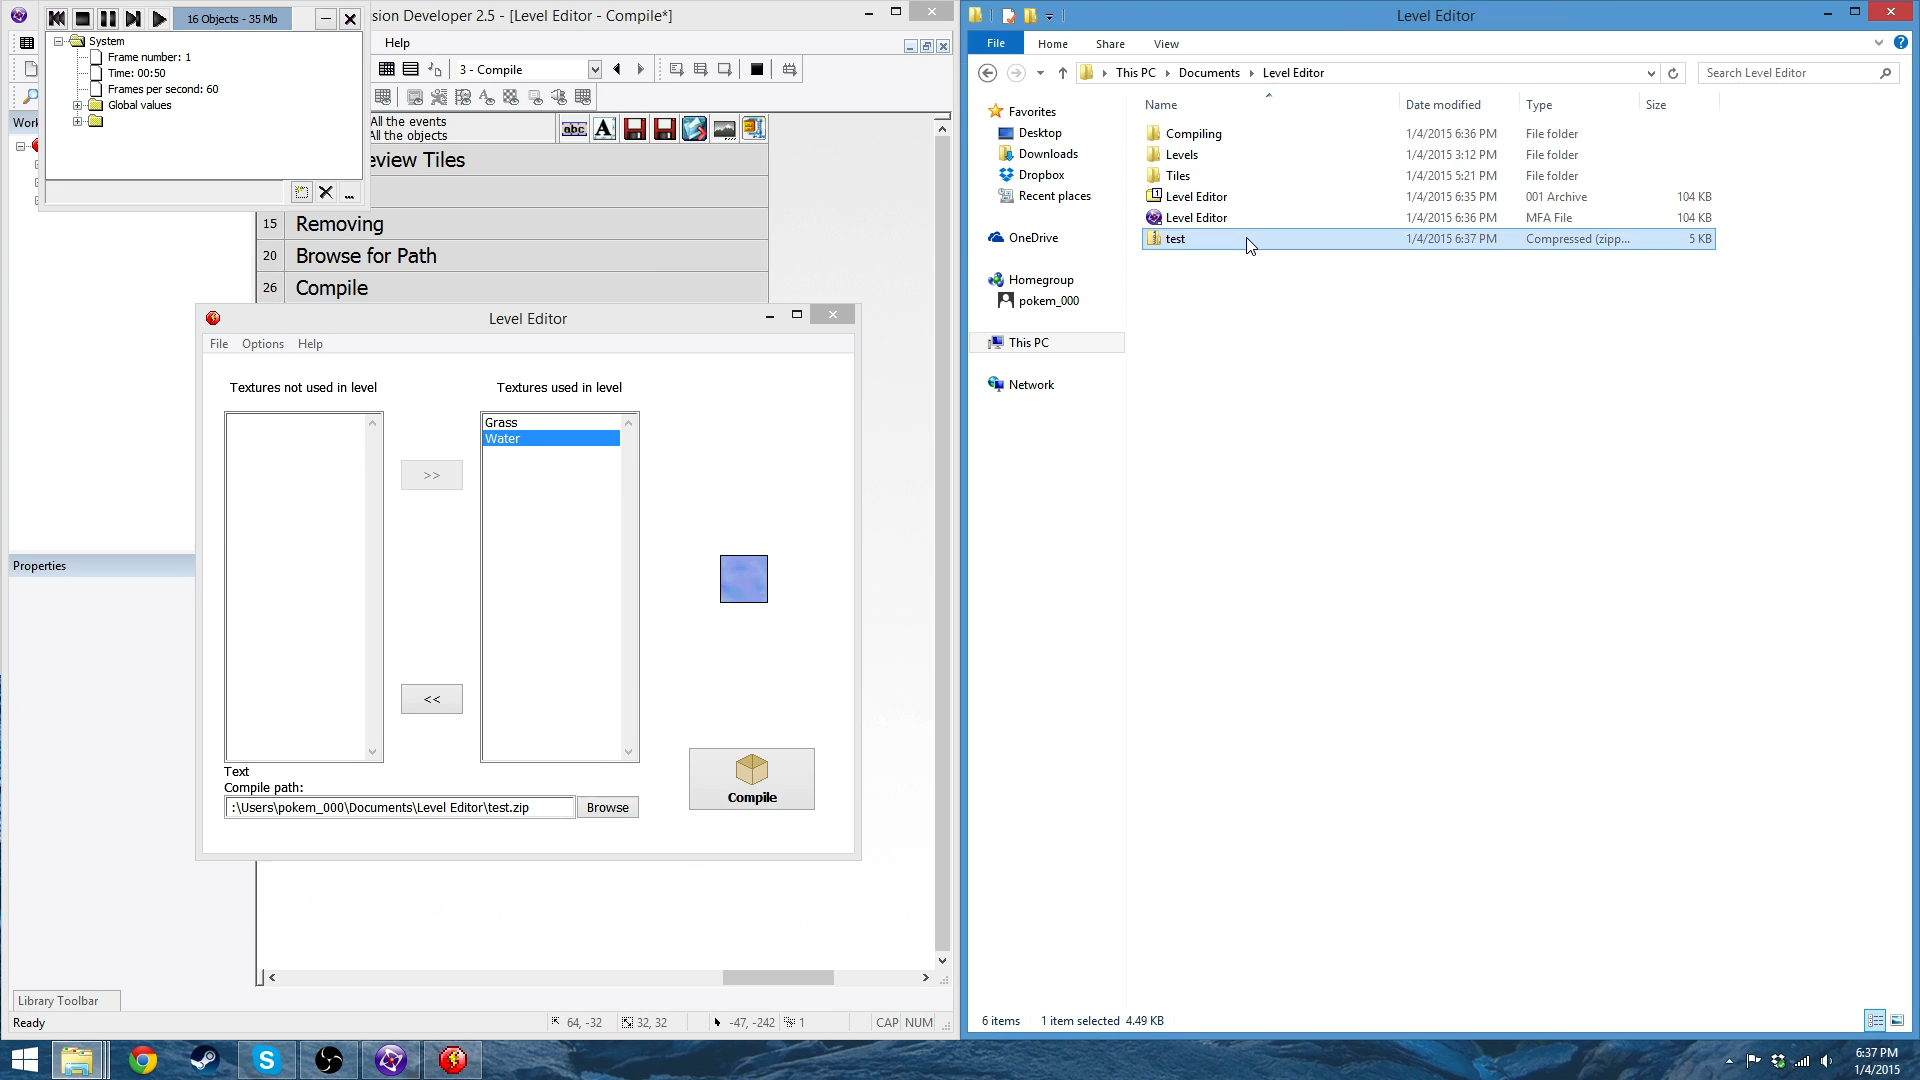 16 Objects - 35 Mb
sion Developer 2.5 - [Level Editor - Compile*]
System
Frame number: 1
Time: 00:50
Frames per second: 60
Global values
Help
3 - Compile
Work
All the events
All the objects
abc
A
eview Tiles
15 Removing
20 Browse for Path
26 Compile
Level Editor
File Options Help
Textures not used in level
Textures used in level
Grass
Water
>>
<<
Text
Compile path:
:\Users\pokem_000\Documents\Level Editor\test.zip
Browse
Compile
Properties
Library Toolbar
Ready
64, -32
32, 32
-47, -242
1
CAP NUM
Level Editor
File Home Share View
This PC Documents Level Editor
Search Level Editor
Name Date modified Type Size
Compiling 1/4/2015 6:36 PM File folder
Levels 1/4/2015 3:12 PM File folder
Tiles 1/4/2015 5:21 PM File folder
Level Editor 1/4/2015 6:35 PM 001 Archive 104 KB
Level Editor 1/4/2015 6:36 PM MFA File 104 KB
test 1/4/2015 6:37 PM Compressed (zipp... 5 KB
Favorites
Desktop
Downloads
Dropbox
Recent places
OneDrive
Homegroup
pokem_000
This PC
Network
6 items 1 item selected 4.49 KB
6:37 PM
1/4/2015